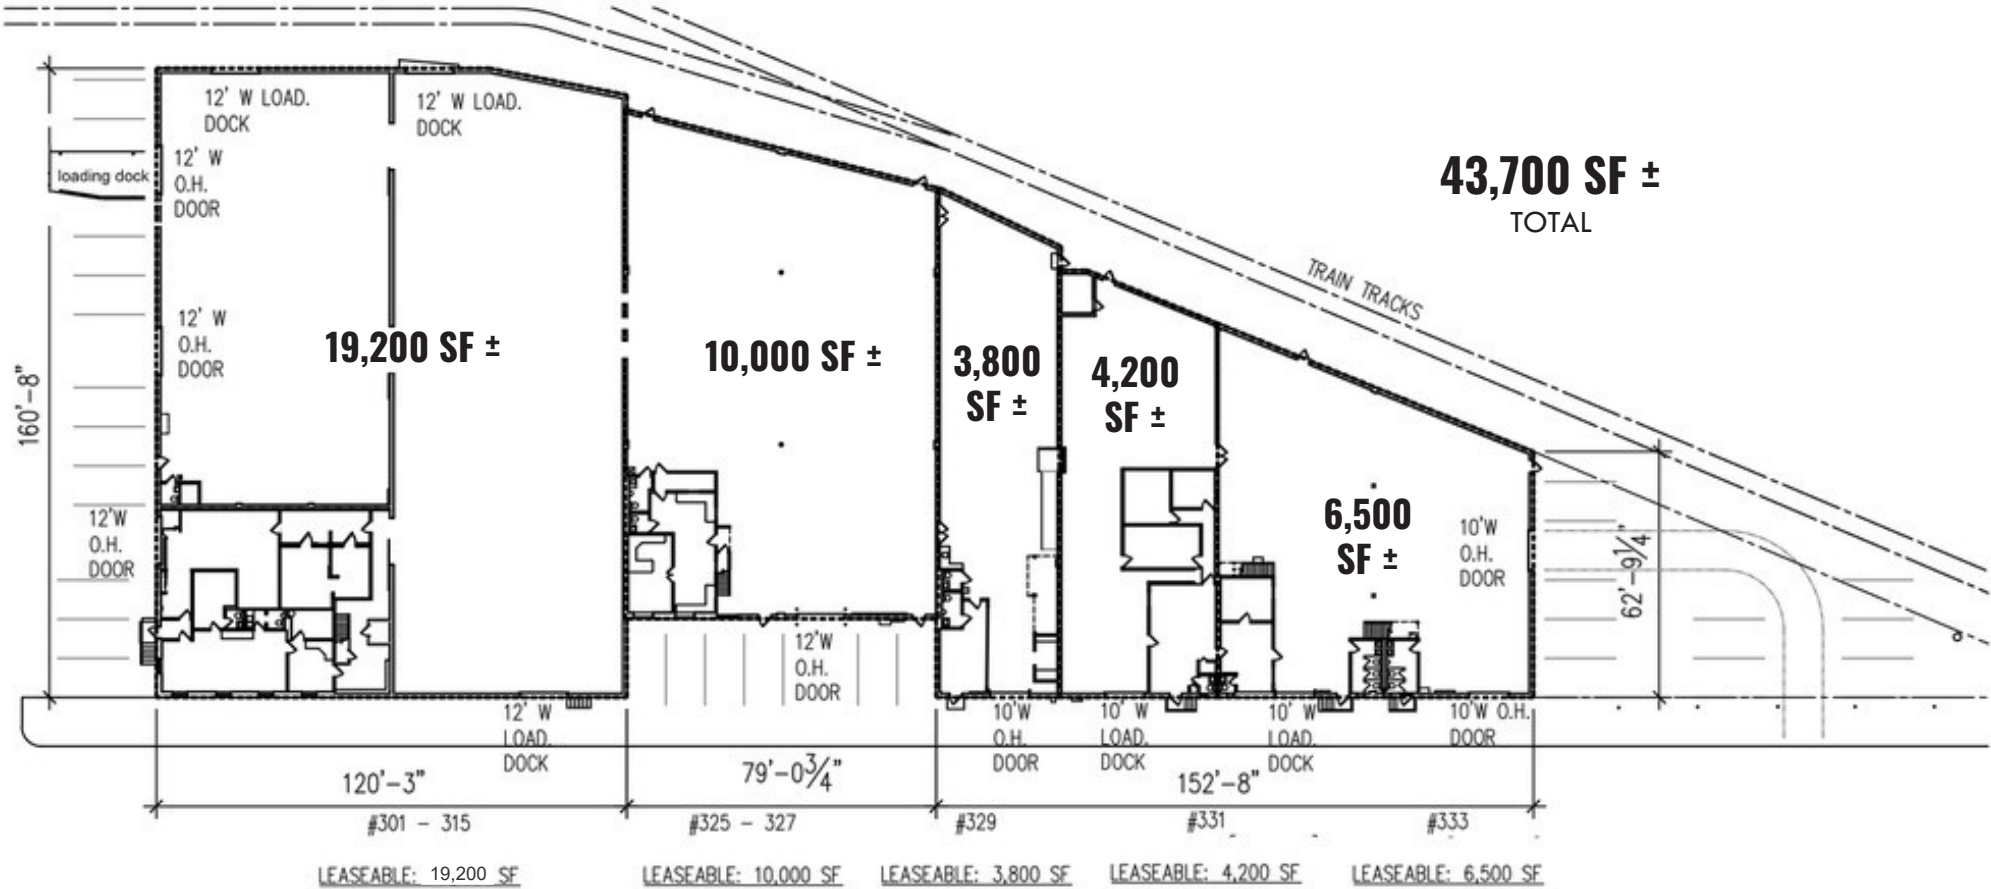 12' W LOAD.
DOCK
12' W LOAD.
DOCK
12' W
O.H.
DOOR
loading dock
43,700 SF ±
TOTAL
TRAIN TRACKS
12' W
O.H.
DOOR
19,200 SF ±
10,000 SF ±
3,800
SF ±
4,200
SF ±
6,500
SF ±
160'-8"
12'W
O.H.
DOOR
10'W
O.H.
DOOR
62'-9¼"
12'W
O.H.
DOOR
12' W
LOAD.
DOCK
10'W
O.H.
DOOR
10' W
LOAD.
DOCK
10' W
LOAD.
DOCK
10'W O.H.
DOOR
120'-3"
79'-0¾"
152'-8"
#301 - 315
#325 - 327
#329
#331
#333
LEASEABLE: 19,200 SF
LEASEABLE: 10,000 SF
LEASEABLE: 3,800 SF
LEASEABLE: 4,200 SF
LEASEABLE: 6,500 SF